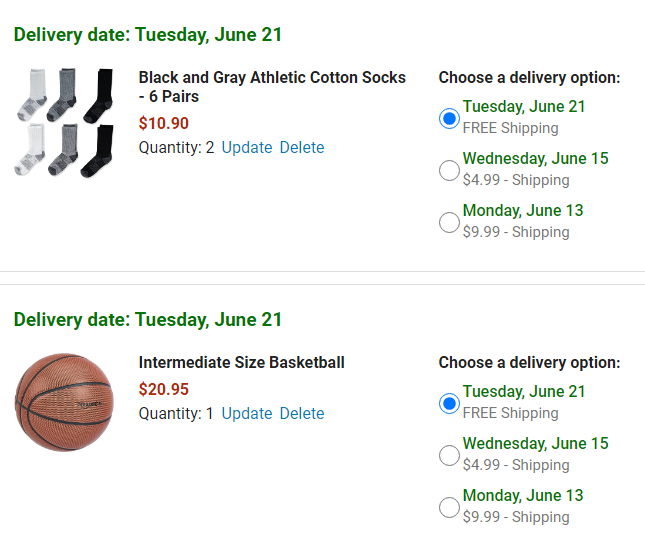 Delivery date: Tuesday, June 21
Black and Gray Athletic Cotton Socks
- 6 Pairs
$10.90
Quantity: 2 Update Delete
Choose a delivery option:
Tuesday, June 21
FREE Shipping
Wednesday, June 15
$4.99 - Shipping
Monday, June 13
$9.99 - Shipping
Delivery date: Tuesday, June 21
Intermediate Size Basketball
$20.95
Quantity: 1 Update Delete
Choose a delivery option:
Tuesday, June 21
FREE Shipping
Wednesday, June 15
$4.99 - Shipping
Monday, June 13
$9.99 - Shipping